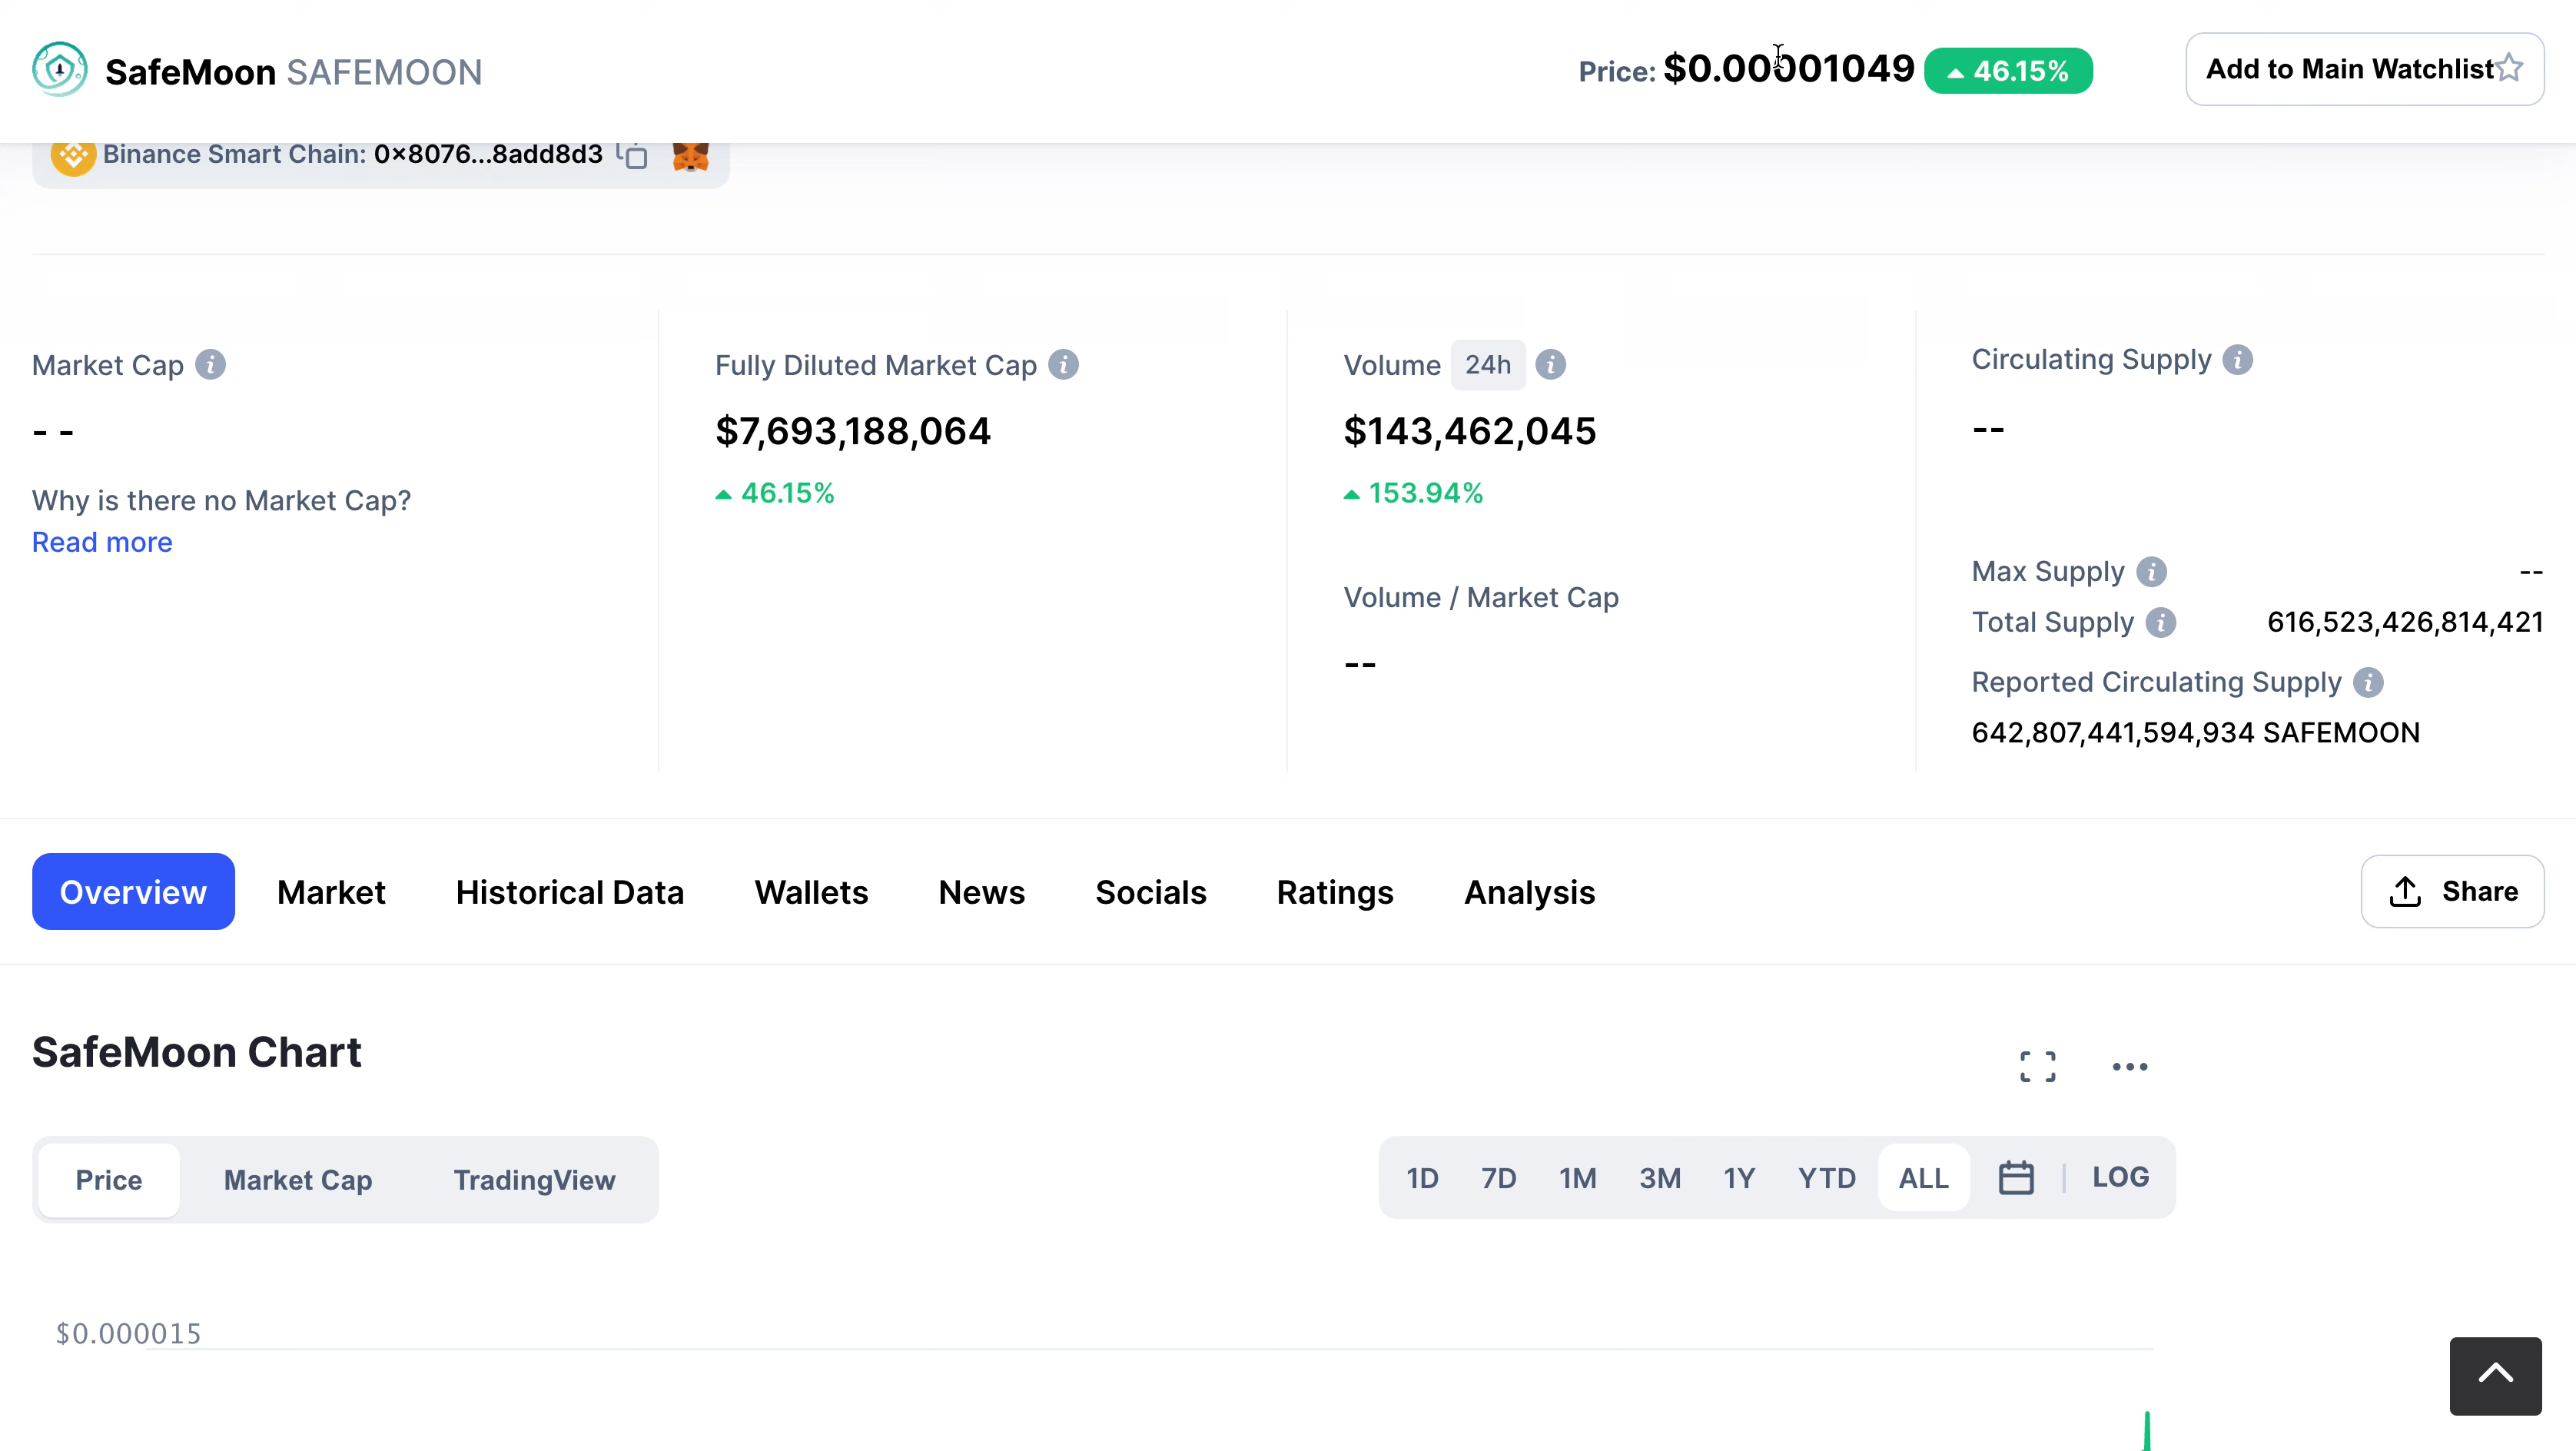 SafeMoon SAFEMOON
Price: $0.00001049 46.15%
Add to Main Watchlist
Binance Smart Chain: 0x8076...8add8d3
Market Cap
- -
Why is there no Market Cap?
Read more
Fully Diluted Market Cap
$7,693,188,064
46.15%
Volume 24h
$143,462,045
153.94%
Volume / Market Cap
--
Circulating Supply
--
Max Supply --
Total Supply 616,523,426,814,421
Reported Circulating Supply
642,807,441,594,934 SAFEMOON
Overview Market Historical Data Wallets News Socials Ratings Analysis Share
SafeMoon Chart
Price Market Cap TradingView 1D 7D 1M 3M 1Y YTD ALL LOG
$0.000015